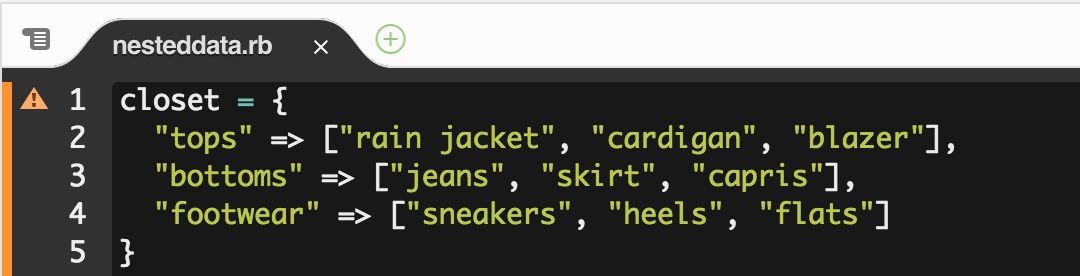 nesteddata.rb ×
1 closet = {
2   "tops" => ["rain jacket", "cardigan", "blazer"],
3   "bottoms" => ["jeans", "skirt", "capris"],
4   "footwear" => ["sneakers", "heels", "flats"]
5 }